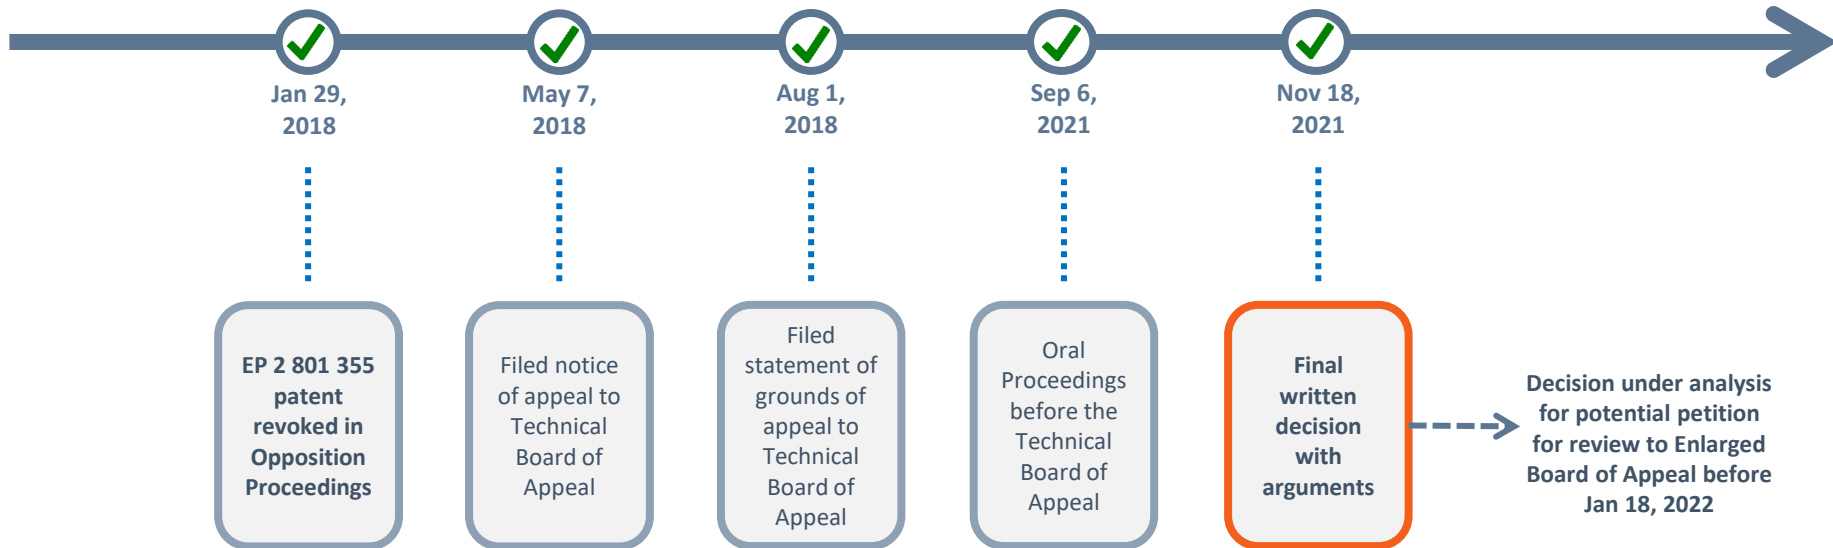 Jan 29,
2018
May 7,
2018
Aug 1,
2018
Sep 6,
2021
Nov 18,
2021
EP 2 801 355
patent
revoked in
Opposition
Proceedings
Filed notice
of appeal to
Technical
Board of
Appeal
Filed
statement of
grounds of
appeal to
Technical
Board of
Appeal
Oral
Proceedings
before the
Technical
Board of
Appeal
Final
written
decision
with
arguments
Decision under analysis
for potential petition
for review to Enlarged
Board of Appeal before
Jan 18, 2022